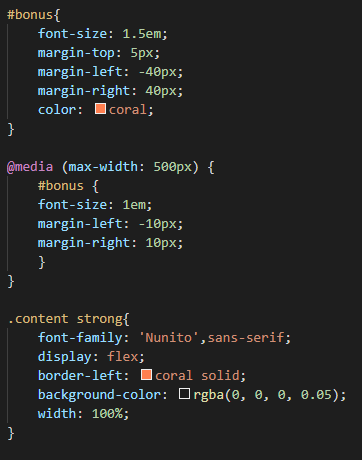 #bonus{
    font-size: 1.5em;
    margin-top: 5px;
    margin-left: -40px;
    margin-right: 40px;
    color: coral;
}

@media (max-width: 500px) {
    #bonus {
    font-size: 1em;
    margin-left: -10px;
    margin-right: 10px;
    }
}

.content strong{
    font-family: 'Nunito',sans-serif;
    display: flex;
    border-left: coral solid;
    background-color: rgba(0, 0, 0, 0.05);
    width: 100%;
}